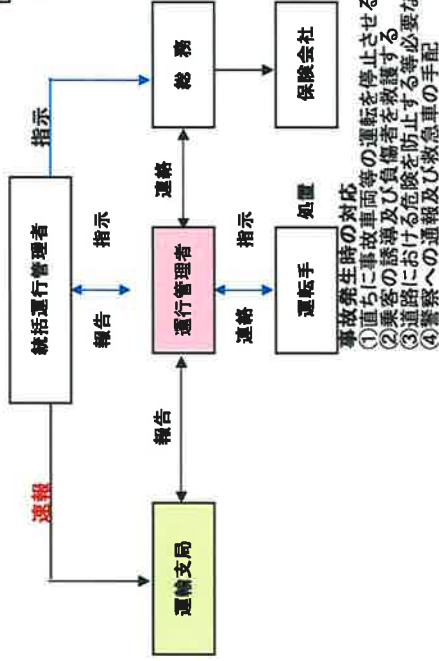 速報
指示
統括運行管理者
報告
指示
運輸支局
報告
運行管理者
連絡
総務
連絡
指示
運転手
処置
保険会社
事故発生時の対応
①直ちに事故車両等の運転を停止させる
②乗客の誘導及び負傷者を救護する
③道路における危険を防止する等必要な
④警察への通報及び救急車の手配